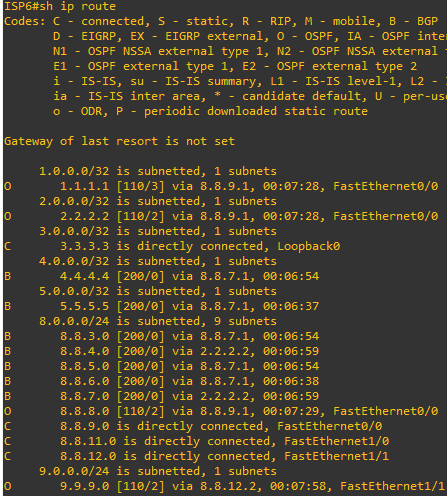 ISP6#sh ip route
Codes: C - connected, S - static, R - RIP, M - mobile, B - BGP
D - EIGRP, EX - EIGRP external, O - OSPF, IA - OSPF inter
N1 - OSPF NSSA external type 1, N2 - OSPF NSSA external
E1 - OSPF external type 1, E2 - OSPF external type 2
i - IS-IS, su - IS-IS summary, L1 - IS-IS level-1, L2 - I
ia - IS-IS inter area, * - candidate default, U - per-use
o - ODR, P - periodic downloaded static route
Gateway of last resort is not set
1.0.0.0/32 is subnetted, 1 subnets
O 1.1.1.1 [110/3] via 8.8.9.1, 00:07:28, FastEthernet0/0
2.0.0.0/32 is subnetted, 1 subnets
O 2.2.2.2 [110/2] via 8.8.9.1, 00:07:28, FastEthernet0/0
3.0.0.0/32 is subnetted, 1 subnets
C 3.3.3.3 is directly connected, Loopback0
4.0.0.0/32 is subnetted, 1 subnets
B 4.4.4.4 [200/0] via 8.8.7.1, 00:06:54
5.0.0.0/32 is subnetted, 1 subnets
B 5.5.5.5 [200/0] via 8.8.7.1, 00:06:37
8.0.0.0/24 is subnetted, 9 subnets
B 8.8.3.0 [200/0] via 8.8.7.1, 00:06:54
B 8.8.4.0 [200/0] via 2.2.2.2, 00:06:59
B 8.8.5.0 [200/0] via 8.8.7.1, 00:06:54
B 8.8.6.0 [200/0] via 8.8.7.1, 00:06:38
B 8.8.7.0 [200/0] via 2.2.2.2, 00:06:59
O 8.8.8.0 [110/2] via 8.8.9.1, 00:07:29, FastEthernet0/0
C 8.8.9.0 is directly connected, FastEthernet0/0
C 8.8.11.0 is directly connected, FastEthernet1/0
C 8.8.12.0 is directly connected, FastEthernet1/1
9.0.0.0/24 is subnetted, 1 subnets
O 9.9.9.0 [110/2] via 8.8.12.2, 00:07:58, FastEthernet1/1